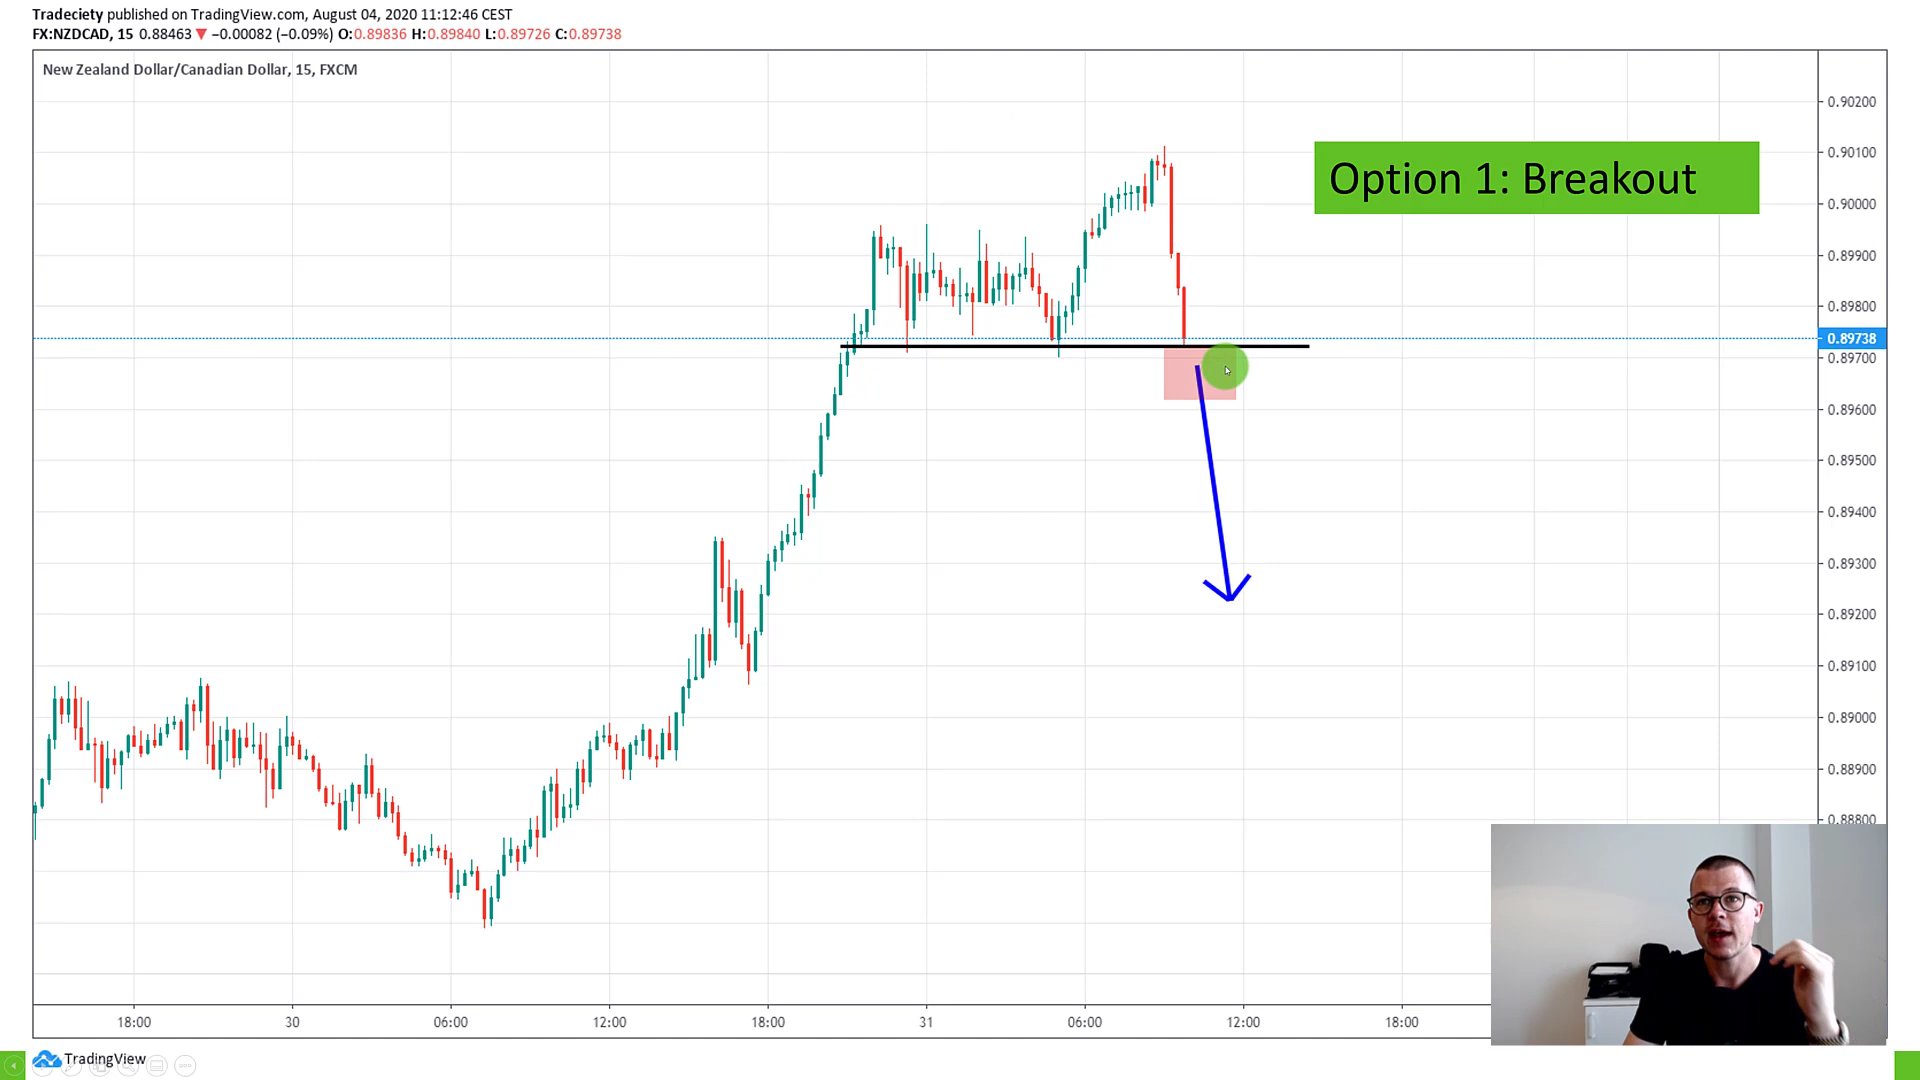 Tradeciety published on TradingView.com, August 04, 2020 11:12:46 CEST
FX:NZDCAD, 15 0.88463 ▼ −0.00082 (−0.09%) O:0.89836 H:0.89840 L:0.89726 C:0.89738
New Zealand Dollar/Canadian Dollar, 15, FXCM
Option 1: Breakout
0.90200
0.90100
0.90000
0.89900
0.89800
0.89738
0.89700
0.89600
0.89500
0.89400
0.89300
0.89200
0.89100
0.89000
0.88900
0.88800
18:00 30 06:00 12:00 18:00 31 06:00 12:00 18:00
TradingView